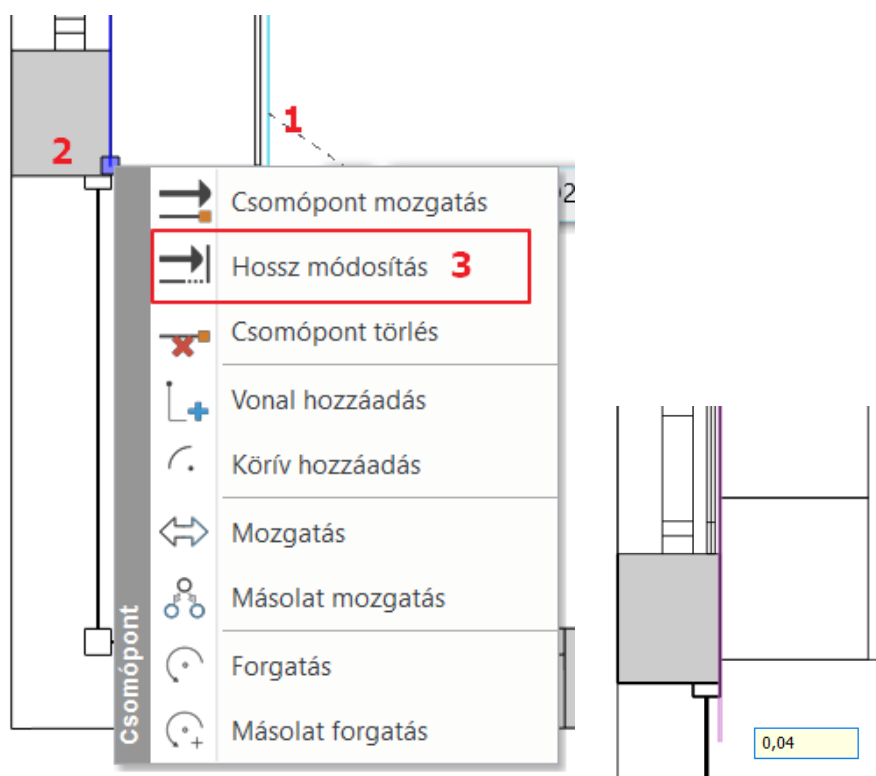 1
2
2
Csomópont mozgatás
Hossz módosítás 3
Csomópont törlés
Vonal hozzáadás
Körív hozzáadás
Mozgatás
Másolat mozgatás
Forgatás
Másolat forgatás
Csomópont
0,04